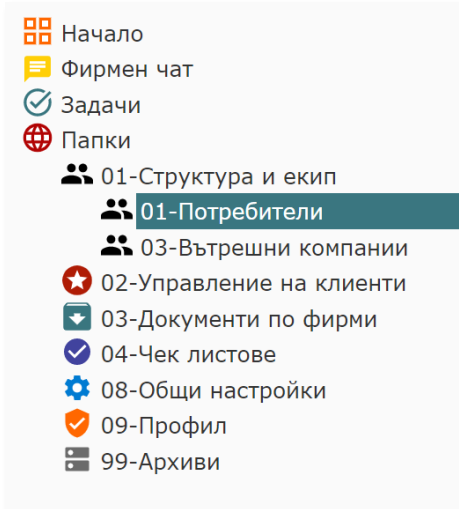 Начало
Фирмен чат
Задачи
Папки
01-Структура и екип
01-Потребители
03-Вътрешни компании
02-Управление на клиенти
03-Документи по фирми
04-Чек листове
08-Общи настройки
09-Профил
99-Архиви